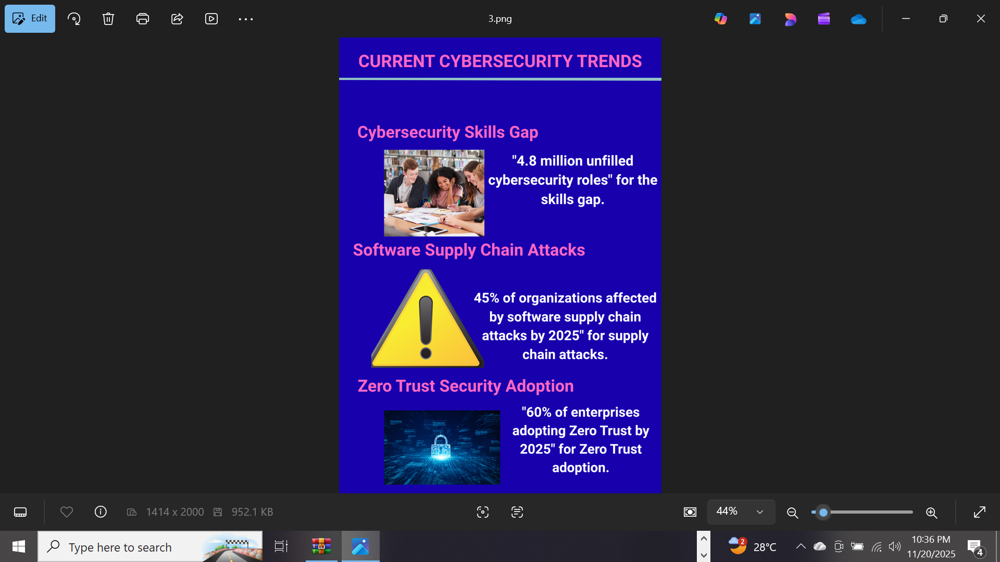 Edit
3.png
CURRENT CYBERSECURITY TRENDS
Cybersecurity Skills Gap
"4.8 million unfilled
cybersecurity roles" for the
skills gap.
Software Supply Chain Attacks
45% of organizations affected
by software supply chain
attacks by 2025" for supply
chain attacks.
Zero Trust Security Adoption
"60% of enterprises
adopting Zero Trust by
2025" for Zero Trust
adoption.
1414 x 2000
952.1 KB
44%
Type here to search
2
28°C
10:36 PM
11/20/2025
4